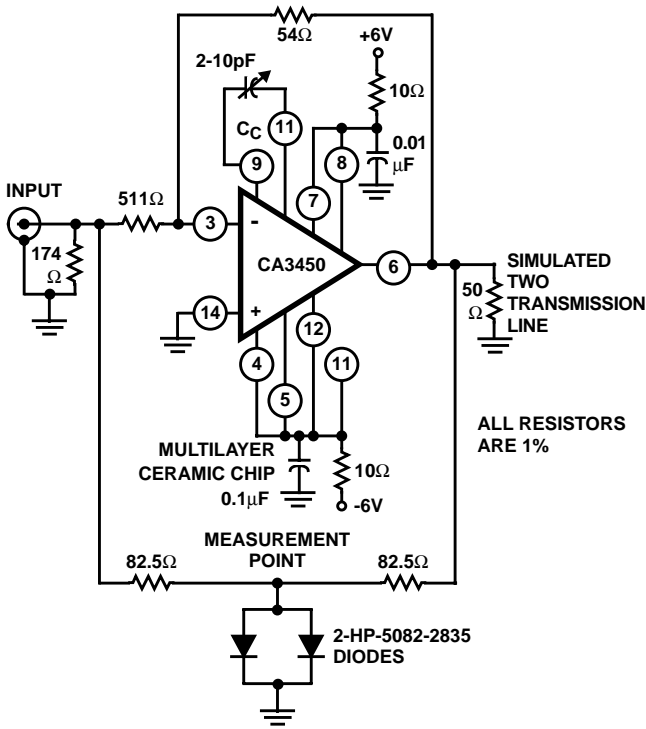 54Ω
+6V
2-10pF
10Ω
CC
11
0.01
μF
9
8
7
INPUT
511Ω
3
-
174
Ω
CA3450
6
SIMULATED
TWO
TRANSMISSION
LINE
50
Ω
14
+
12
4
11
5
ALL RESISTORS
ARE 1%
MULTILAYER
CERAMIC CHIP
0.1μF
10Ω
-6V
MEASUREMENT
POINT
82.5Ω
82.5Ω
2-HP-5082-2835
DIODES